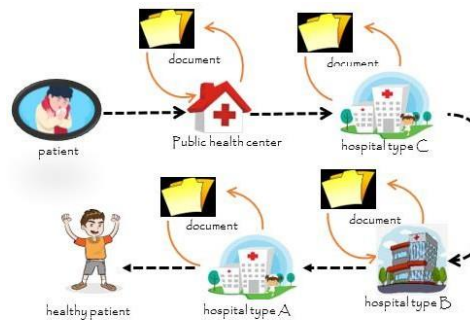 document
document
patient
Public health center
hospital type C
document
document
healthy patient
hospital type A
hospital type B